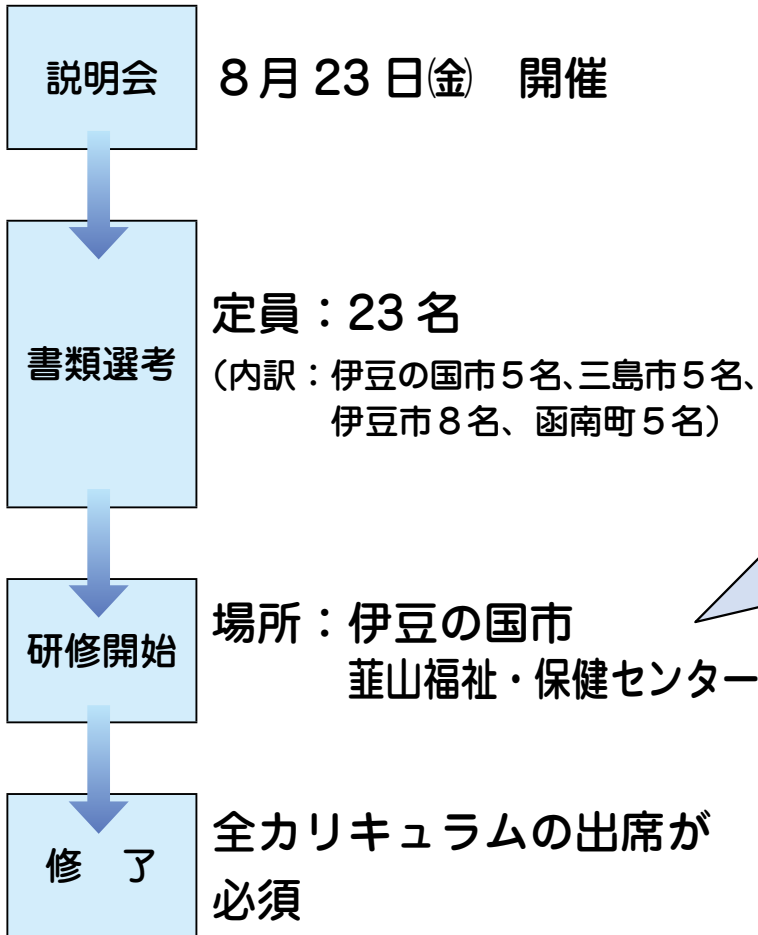 説明会
8月23日㈮ 開催
書類選考
定員：23名
（内訳：伊豆の国市5名、三島市5名、
伊豆市8名、函南町5名）
研修開始
場所：伊豆の国市
韮山福祉・保健センター
修 了
全カリキュラムの出席が
必須